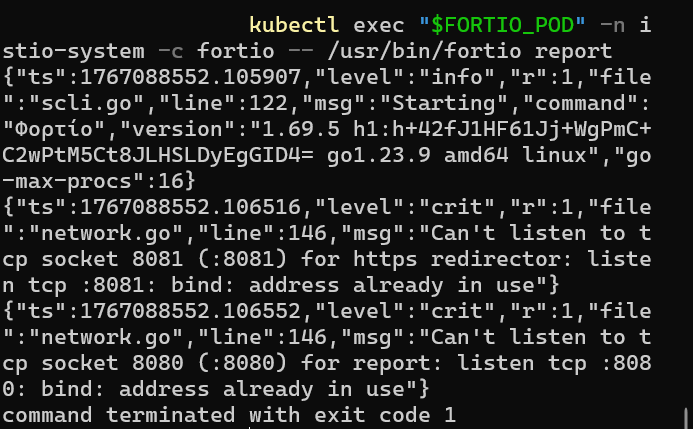 kubectl exec "$FORTIO_POD" -n i
stio-system -c fortio -- /usr/bin/fortio report
{"ts":1767088552.105907,"level":"info","r":1,"file
":"scli.go","line":122,"msg":"Starting","command":
"Φορτίο","version":"1.69.5 h1:h+42fJ1HF61Jj+WgPmC+
C2wPtM5Ct8JLHSLDyEgGID4= go1.23.9 amd64 linux","go
-max-procs":16}
{"ts":1767088552.106516,"level":"crit","r":1,"file
":"network.go","line":146,"msg":"Can't listen to t
cp socket 8081 (:8081) for https redirector: liste
n tcp :8081: bind: address already in use"}
{"ts":1767088552.106552,"level":"crit","r":1,"file
":"network.go","line":146,"msg":"Can't listen to t
cp socket 8080 (:8080) for report: listen tcp :808
0: bind: address already in use"}
command terminated with exit code 1